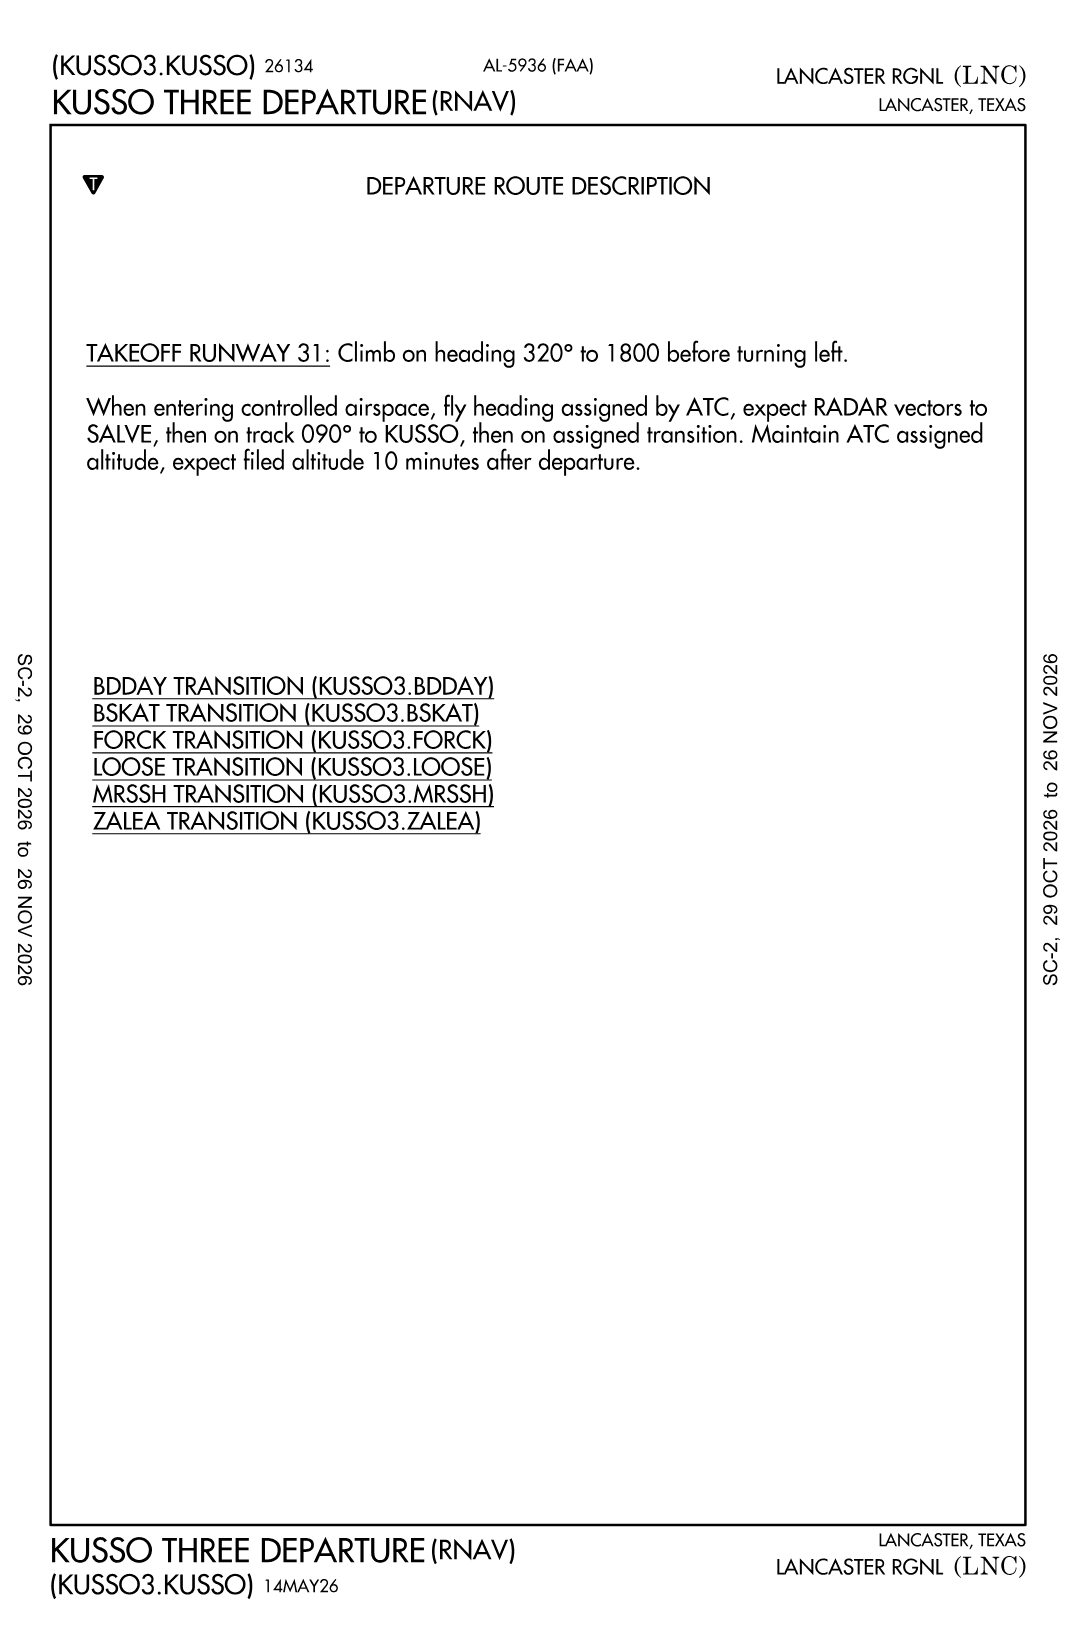 (KUSSO3.KUSSO) 26134
AL-5936 (FAA)
LANCASTER RGNL (LNC)
KUSSO THREE DEPARTURE (RNAV)
LANCASTER, TEXAS
T
DEPARTURE ROUTE DESCRIPTION
TAKEOFF RUNWAY 31: Climb on heading 320° to 1800 before turning left.
When entering controlled airspace, fly heading assigned by ATC, expect RADAR vectors to
SALVE, then on track 090° to KUSSO, then on assigned transition. Maintain ATC assigned
altitude, expect filed altitude 10 minutes after departure.
BDDAY TRANSITION (KUSSO3.BDDAY)
BSKAT TRANSITION (KUSSO3.BSKAT)
FORCK TRANSITION (KUSSO3.FORCK)
LOOSE TRANSITION (KUSSO3.LOOSE)
MRSSH TRANSITION (KUSSO3.MRSSH)
ZALEA TRANSITION (KUSSO3.ZALEA)
SC-2, 29 OCT 2026 to 26 NOV 2026
SC-2, 29 OCT 2026 to 26 NOV 2026
KUSSO THREE DEPARTURE (RNAV)
LANCASTER, TEXAS
(KUSSO3.KUSSO) 14MAY26
LANCASTER RGNL (LNC)